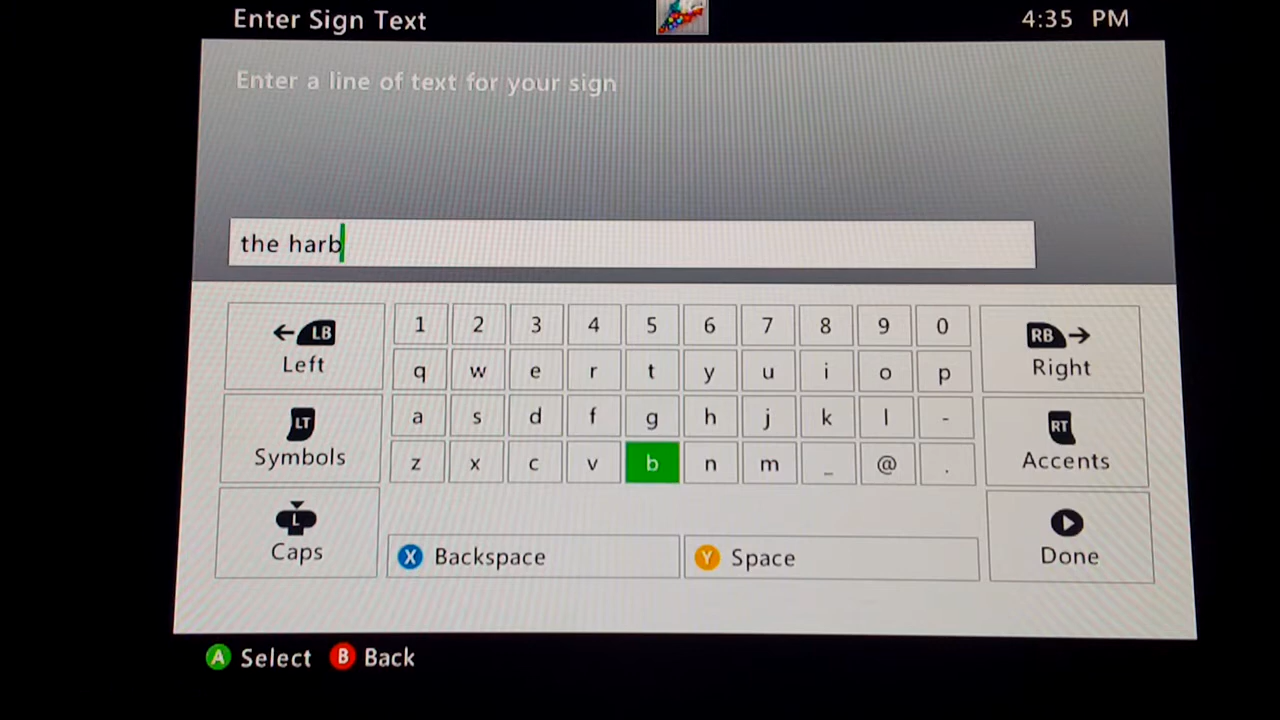 Enter Sign Text
4:35 PM
Enter a line of text for your sign
the harb
LB
Left
1 2 3 4 5 6 7 8 9 0
RB
Right
q w e r t y u i o p
LT
Symbols
a s d f g h j k l -
RT
Accents
z x c v b n m _ @ .
L
Caps
X Backspace
Y Space
Done
A Select B Back